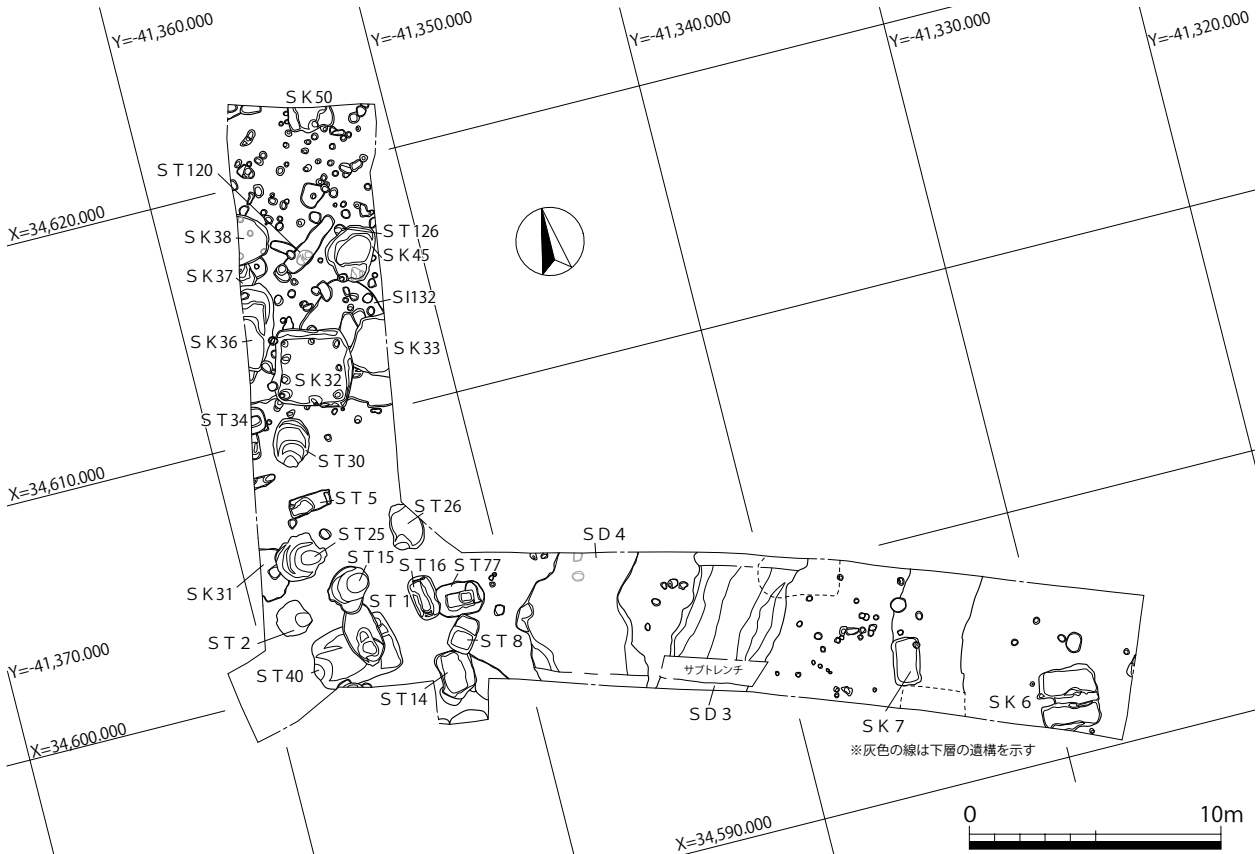 Y=-41,360.000
Y=-41,350.000
Y=-41,340.000
Y=-41,330.000
Y=-41,320.000
SK50
ST120
X=34,620.000
SK38
ST126
SK45
SK37
SI132
SK36
SK33
SK32
ST34
ST30
X=34,610.000
ST5
ST26
ST25
SD4
ST15
ST16
ST77
SK31
ST1
ST2
ST8
Y=-41,370.000
ST40
サブトレンチ
ST14
SD3
SK7
SK6
X=34,600.000
※灰色の線は下層の遺構を示す
0
10m
X=34,590.000